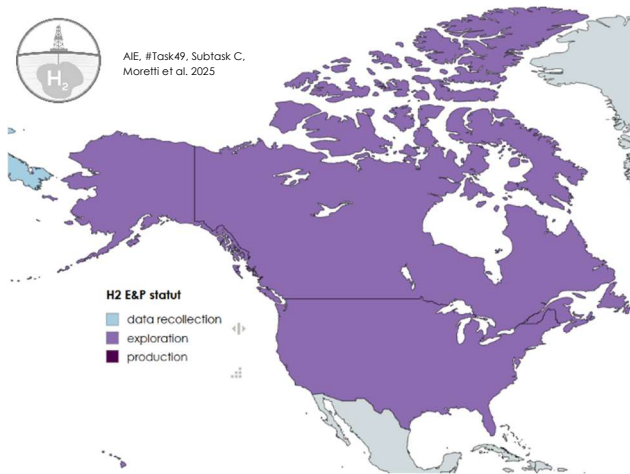 H2
AIE, #Task49, Subtask C,
Moretti et al. 2025
H2 E&P statut
data recollection
exploration
production